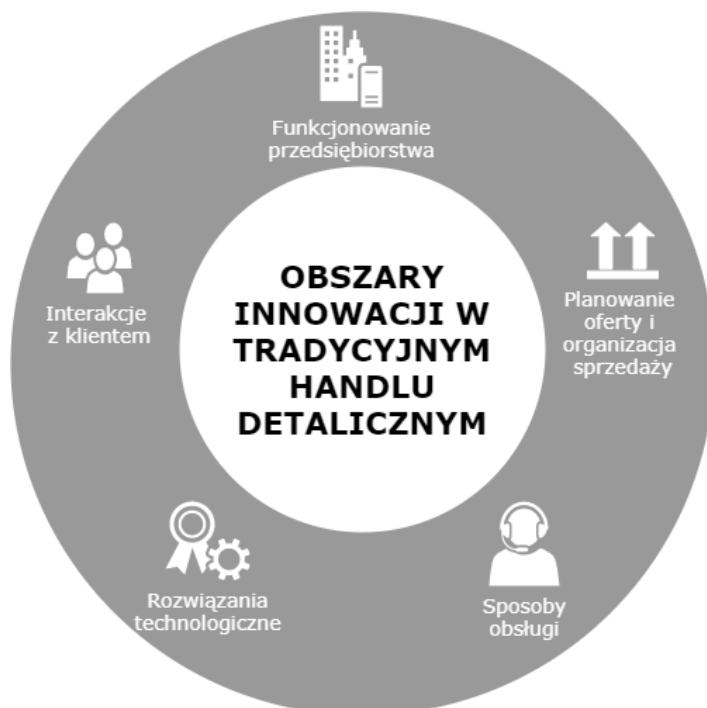 Funkcjonowanie
przedsiębiorstwa
Interakcje
z klientem
OBSZARY
INNOWACJI W
TRADYCYJNYM
HANDLU
DETALICZNYM
Planowanie
oferty i
organizacja
sprzedaży
Rozwiązania
technologiczne
Sposoby
obsługi